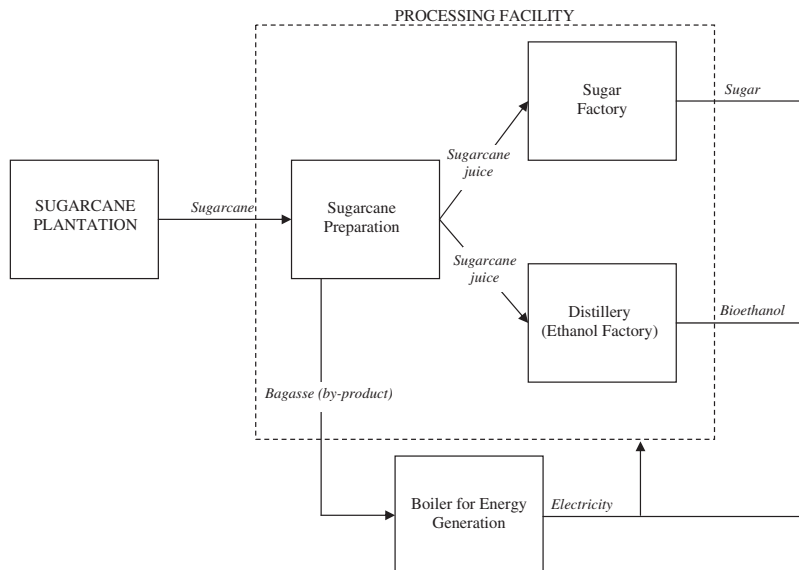 PROCESSING FACILITY
Sugar
Factory
Sugar
Sugarcane
juice
SUGARCANE
PLANTATION
Sugarcane
Sugarcane
Preparation
Sugarcane
juice
Distillery
(Ethanol Factory)
Bioethanol
Bagasse (by-product)
Boiler for Energy
Generation
Electricity